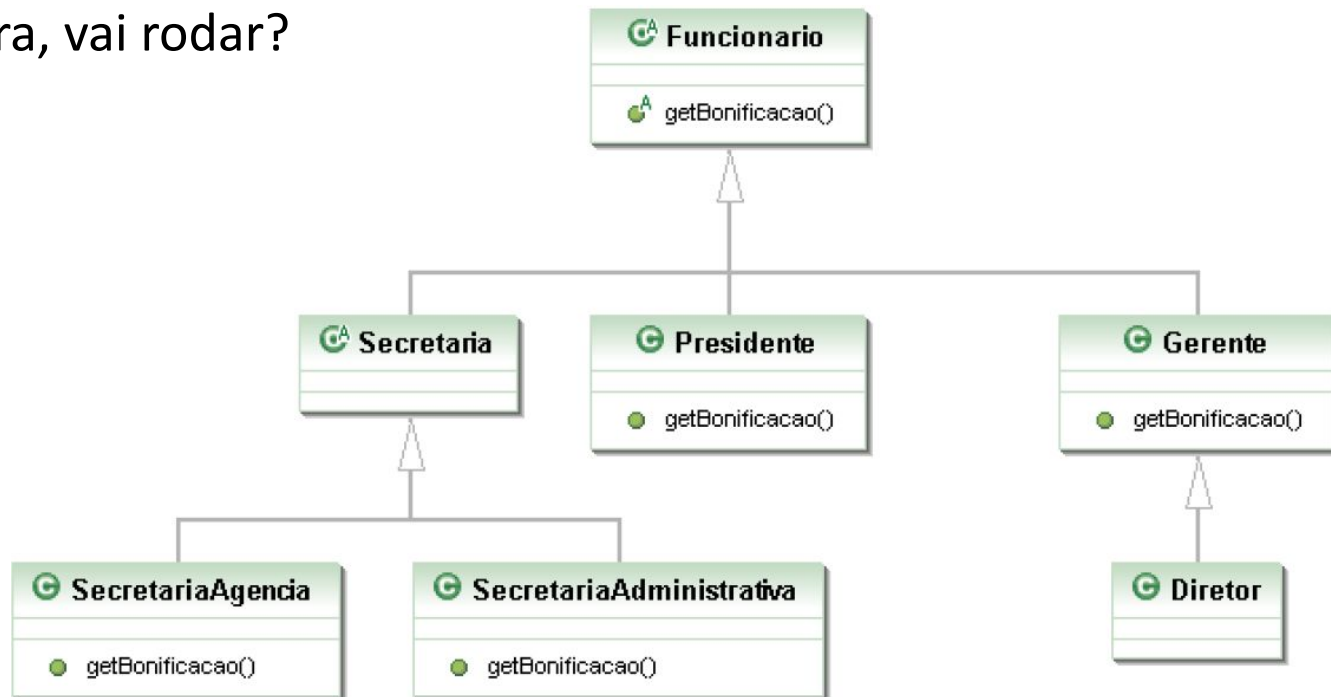 ra, vai rodar?
Funcionario
getBonificacao()
Secretaria
Presidente
getBonificacao()
Gerente
getBonificacao()
SecretariaAgencia
getBonificacao()
SecretariaAdministrativa
getBonificacao()
Diretor